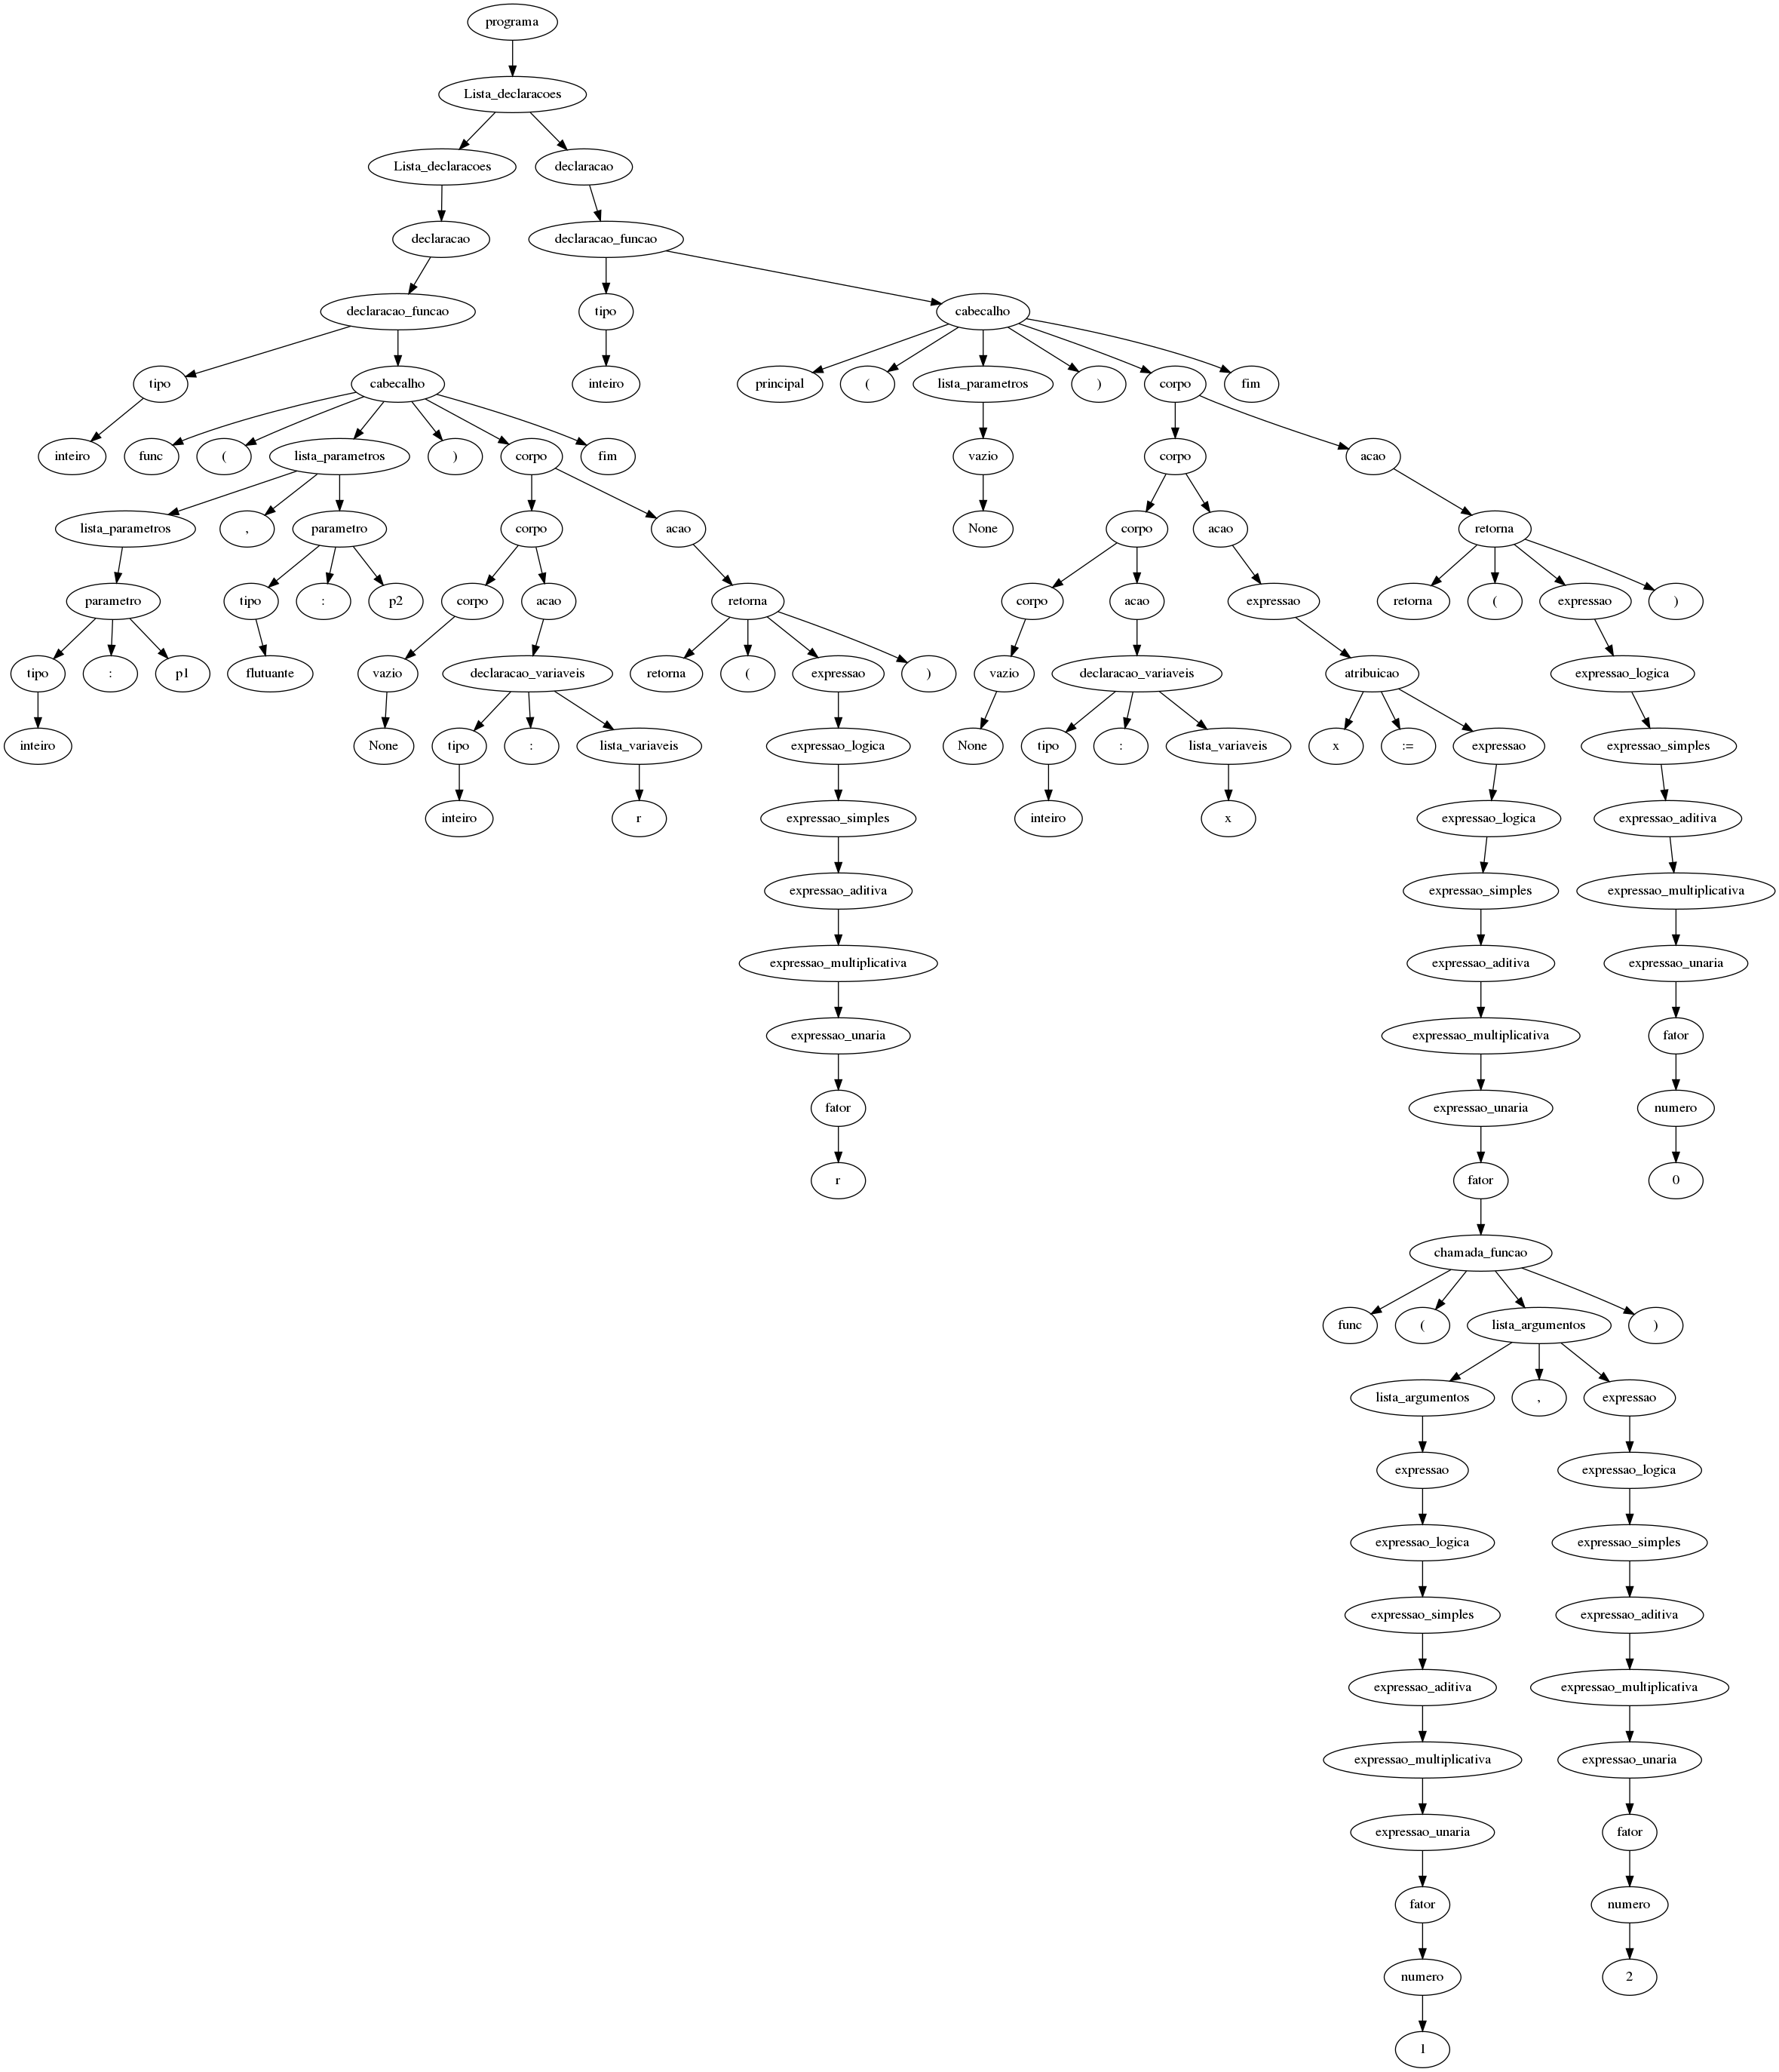 programa
Lista_declaracoes
Lista_declaracoes declaracao
declaracao declaracao_funcao
declaracao_funcao tipo cabecalho
tipo cabecalho inteiro principal ( lista_parametros ) corpo fim
inteiro func ( lista_parametros ) corpo fim vazio corpo acao
lista_parametros , parametro corpo acao None corpo acao retorna
parametro tipo : p2 corpo acao retorna corpo acao expressao retorna ( expressao )
tipo : p1 flutuante vazio declaracao_variaveis retorna ( expressao ) vazio declaracao_variaveis atribuicao expressao_logica
inteiro None tipo : lista_variaveis expressao_logica None tipo : lista_variaveis x := expressao expressao_simples
inteiro r expressao_simples inteiro x expressao_logica expressao_aditiva
expressao_aditiva expressao_simples expressao_multiplicativa
expressao_multiplicativa expressao_aditiva expressao_unaria
expressao_unaria expressao_multiplicativa fator
fator expressao_unaria numero
r fator 0
chamada_funcao
func ( lista_argumentos )
lista_argumentos , expressao
expressao expressao_logica
expressao_logica expressao_simples
expressao_simples expressao_aditiva
expressao_aditiva expressao_multiplicativa
expressao_multiplicativa expressao_unaria
expressao_unaria fator
fator numero
numero 2
1